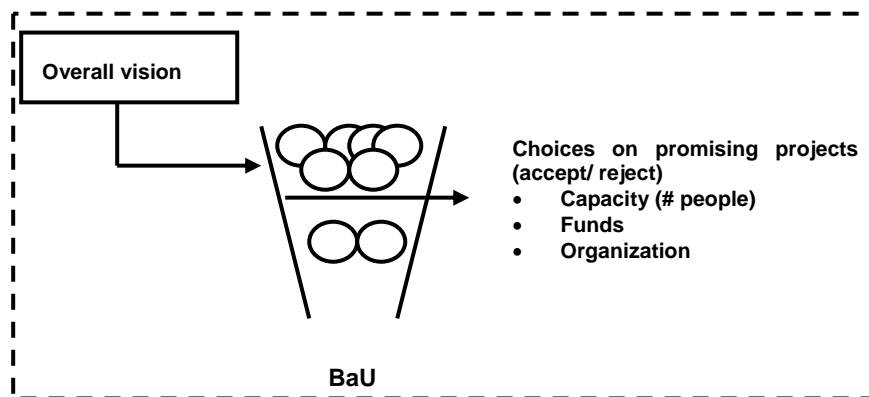 Overall vision
Choices on promising projects
(accept/ reject)
• Capacity (# people)
• Funds
• Organization
BaU